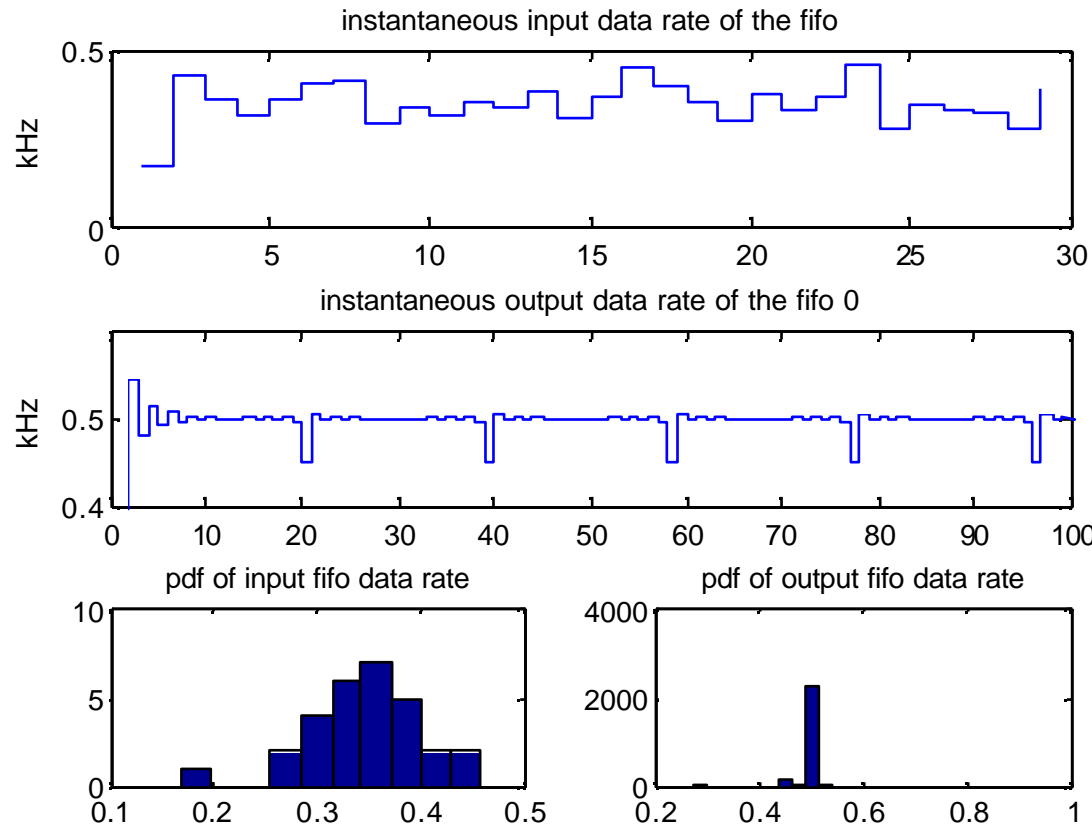 instantaneous input data rate of the fifo
0.5
kHz
0
0 5 10 15 20 25 30
instantaneous output data rate of the fifo 0
kHz
0.5
0.4
0 10 20 30 40 50 60 70 80 90 100
pdf of input fifo data rate
10
5
0
0.1 0.2 0.3 0.4 0.5
pdf of output fifo data rate
4000
2000
0
0.2 0.4 0.6 0.8 1